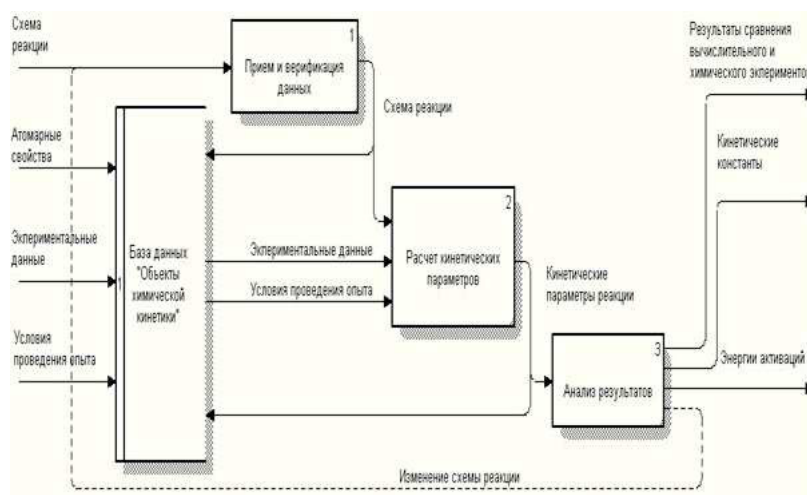 Схема
реакции
1
Прием и верификация
данных
Результаты сравнения
вычислительного и
химического экперименто
Схема реакции
Атомарные
свойства
Кинетические
константы
2
Расчет кинетических
параметров
Экпериментальные
данные
1
База данных
"Объекты
химической
кинетики"
Экпериментальные данные
Условия проведения опыта
Кинетические
параметры реакции
Условия
проведения опыта
3
Анализ результатов
Энергии активаций
Изменение схемы реакции